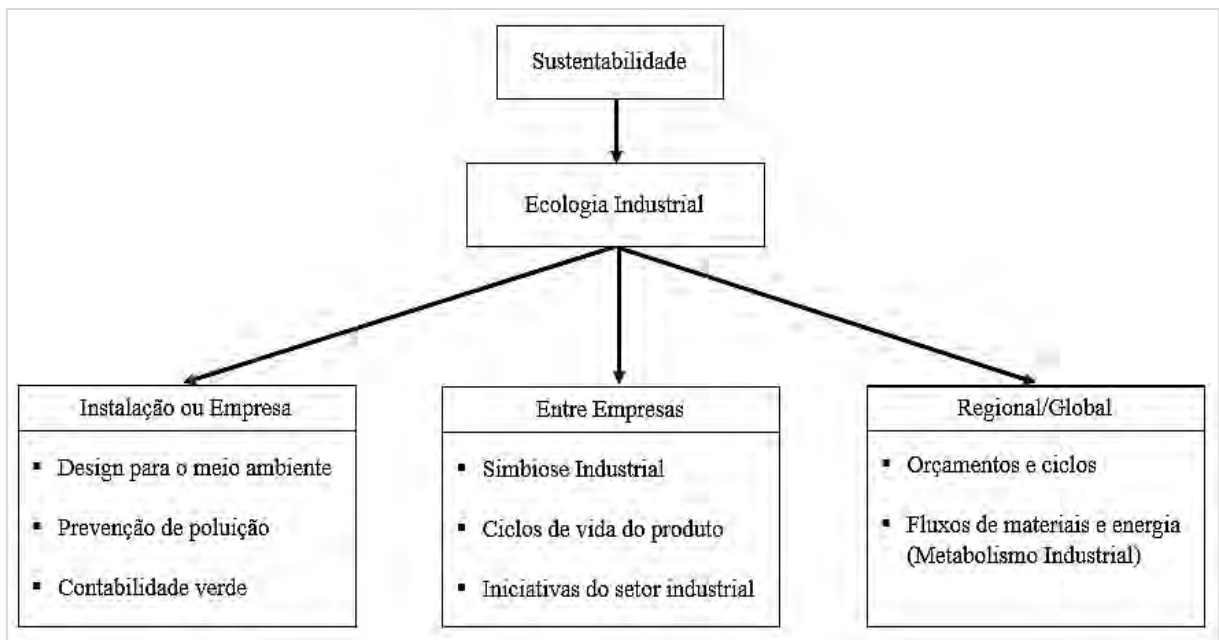 Sustentabilidade
Ecologia Industrial
Instalação ou Empresa
▪ Design para o meio ambiente
▪ Prevenção de poluição
▪ Contabilidade verde
Entre Empresas
▪ Simbiose Industrial
▪ Ciclos de vida do produto
▪ Iniciativas do setor industrial
Regional/Global
▪ Orçamentos e ciclos
▪ Fluxos de materiais e energia
(Metabolismo Industrial)